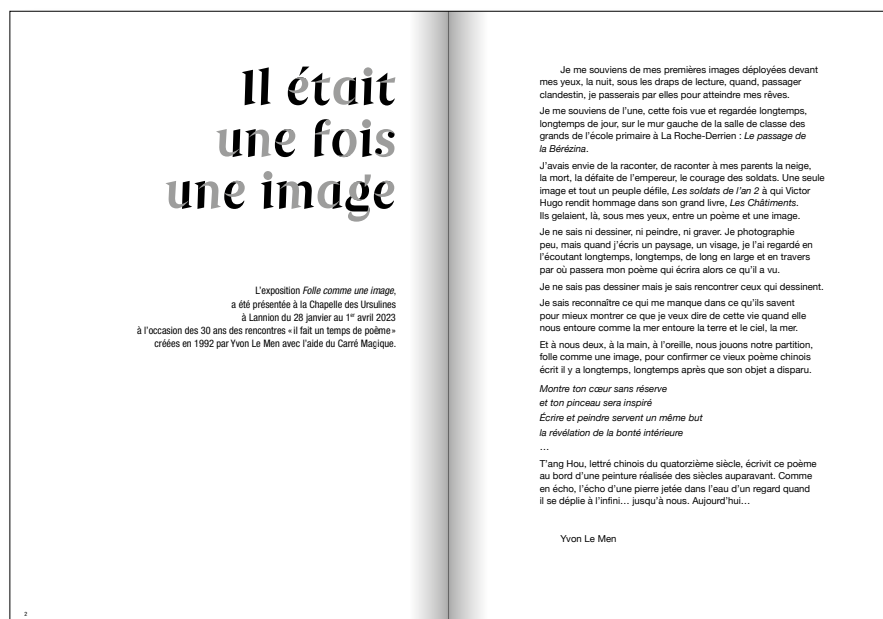 Il était
une fois
une image
L'exposition Folle comme une image,
a été présentée à la Chapelle des Ursulines
à Lannion du 28 janvier au 1er avril 2023
à l'occasion des 30 ans des rencontres «il fait un temps de poème»
créées en 1992 par Yvon Le Men avec l'aide du Carré Magique.
2
Je me souviens de mes premières images déployées devant
mes yeux, la nuit, sous les draps de lecture, quand, passager
clandestin, je passerais par elles pour atteindre mes rêves.
Je me souviens de l'une, cette fois vue et regardée longtemps,
longtemps de jour, sur le mur gauche de la salle de classe des
grands de l'école primaire à La Roche-Derrien : Le passage de
la Bérézina.
J'avais envie de la raconter, de raconter à mes parents la neige,
la mort, la défaite de l'empereur, le courage des soldats. Une seule
image et tout un peuple défile, Les soldats de l'an 2 à qui Victor
Hugo rendit hommage dans son grand livre, Les Châtiments.
Ils gelaient, là, sous mes yeux, entre un poème et une image.
Je ne sais ni dessiner, ni peindre, ni graver. Je photographie
peu, mais quand j'écris un paysage, un visage, je l'ai regardé en
l'écoutant longtemps, longtemps, de long en large et en travers
par où passera mon poème qui écrira alors ce qu'il a vu.
Je ne sais pas dessiner mais je sais rencontrer ceux qui dessinent.
Je sais reconnaître ce qui me manque dans ce qu'ils savent
pour mieux montrer ce que je veux dire de cette vie quand elle
nous entoure comme la mer entoure la terre et le ciel, la mer.
Et à nous deux, à la main, à l'oreille, nous jouons notre partition,
folle comme une image, pour confirmer ce vieux poème chinois
écrit il y a longtemps, longtemps après que son objet a disparu.
Montre ton cœur sans réserve
et ton pinceau sera inspiré
Écrire et peindre servent un même but
la révélation de la bonté intérieure
…
T'ang Hou, lettré chinois du quatorzième siècle, écrivit ce poème
au bord d'une peinture réalisée des siècles auparavant. Comme
en écho, l'écho d'une pierre jetée dans l'eau d'un regard quand
il se déplie à l'infini… jusqu'à nous. Aujourd'hui…
Yvon Le Men